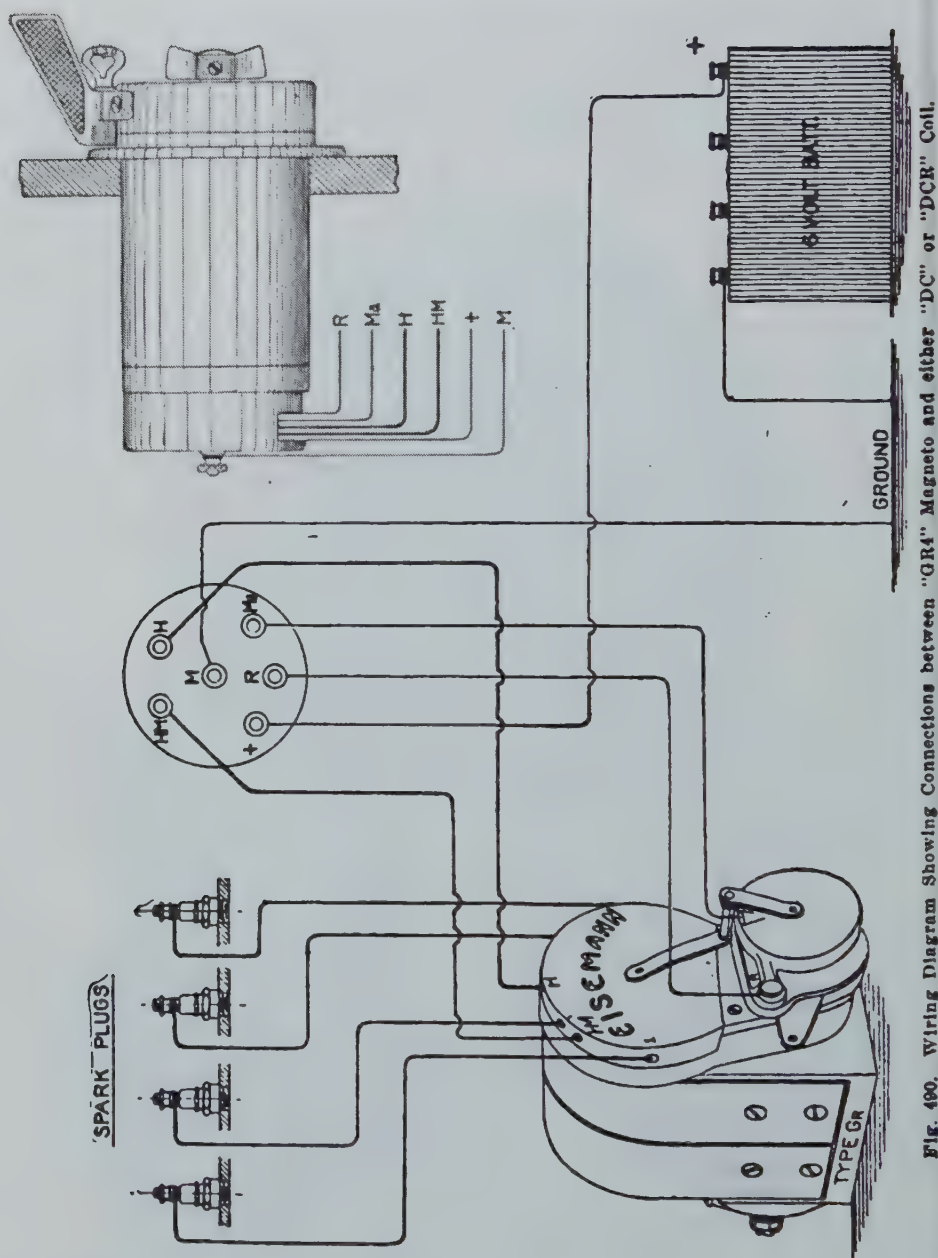 SPARK PLUGS
HM
H
M
Ma
R
+
R
Ma
H
HM
+
M
+
6 VOLT BATT.
GROUND
H
HM
1
EISEMANN
TYPE GR
Fig. 490. Wiring Diagram Showing Connections between "GR4" Magneto and either "DC" or "DCR" Coil.